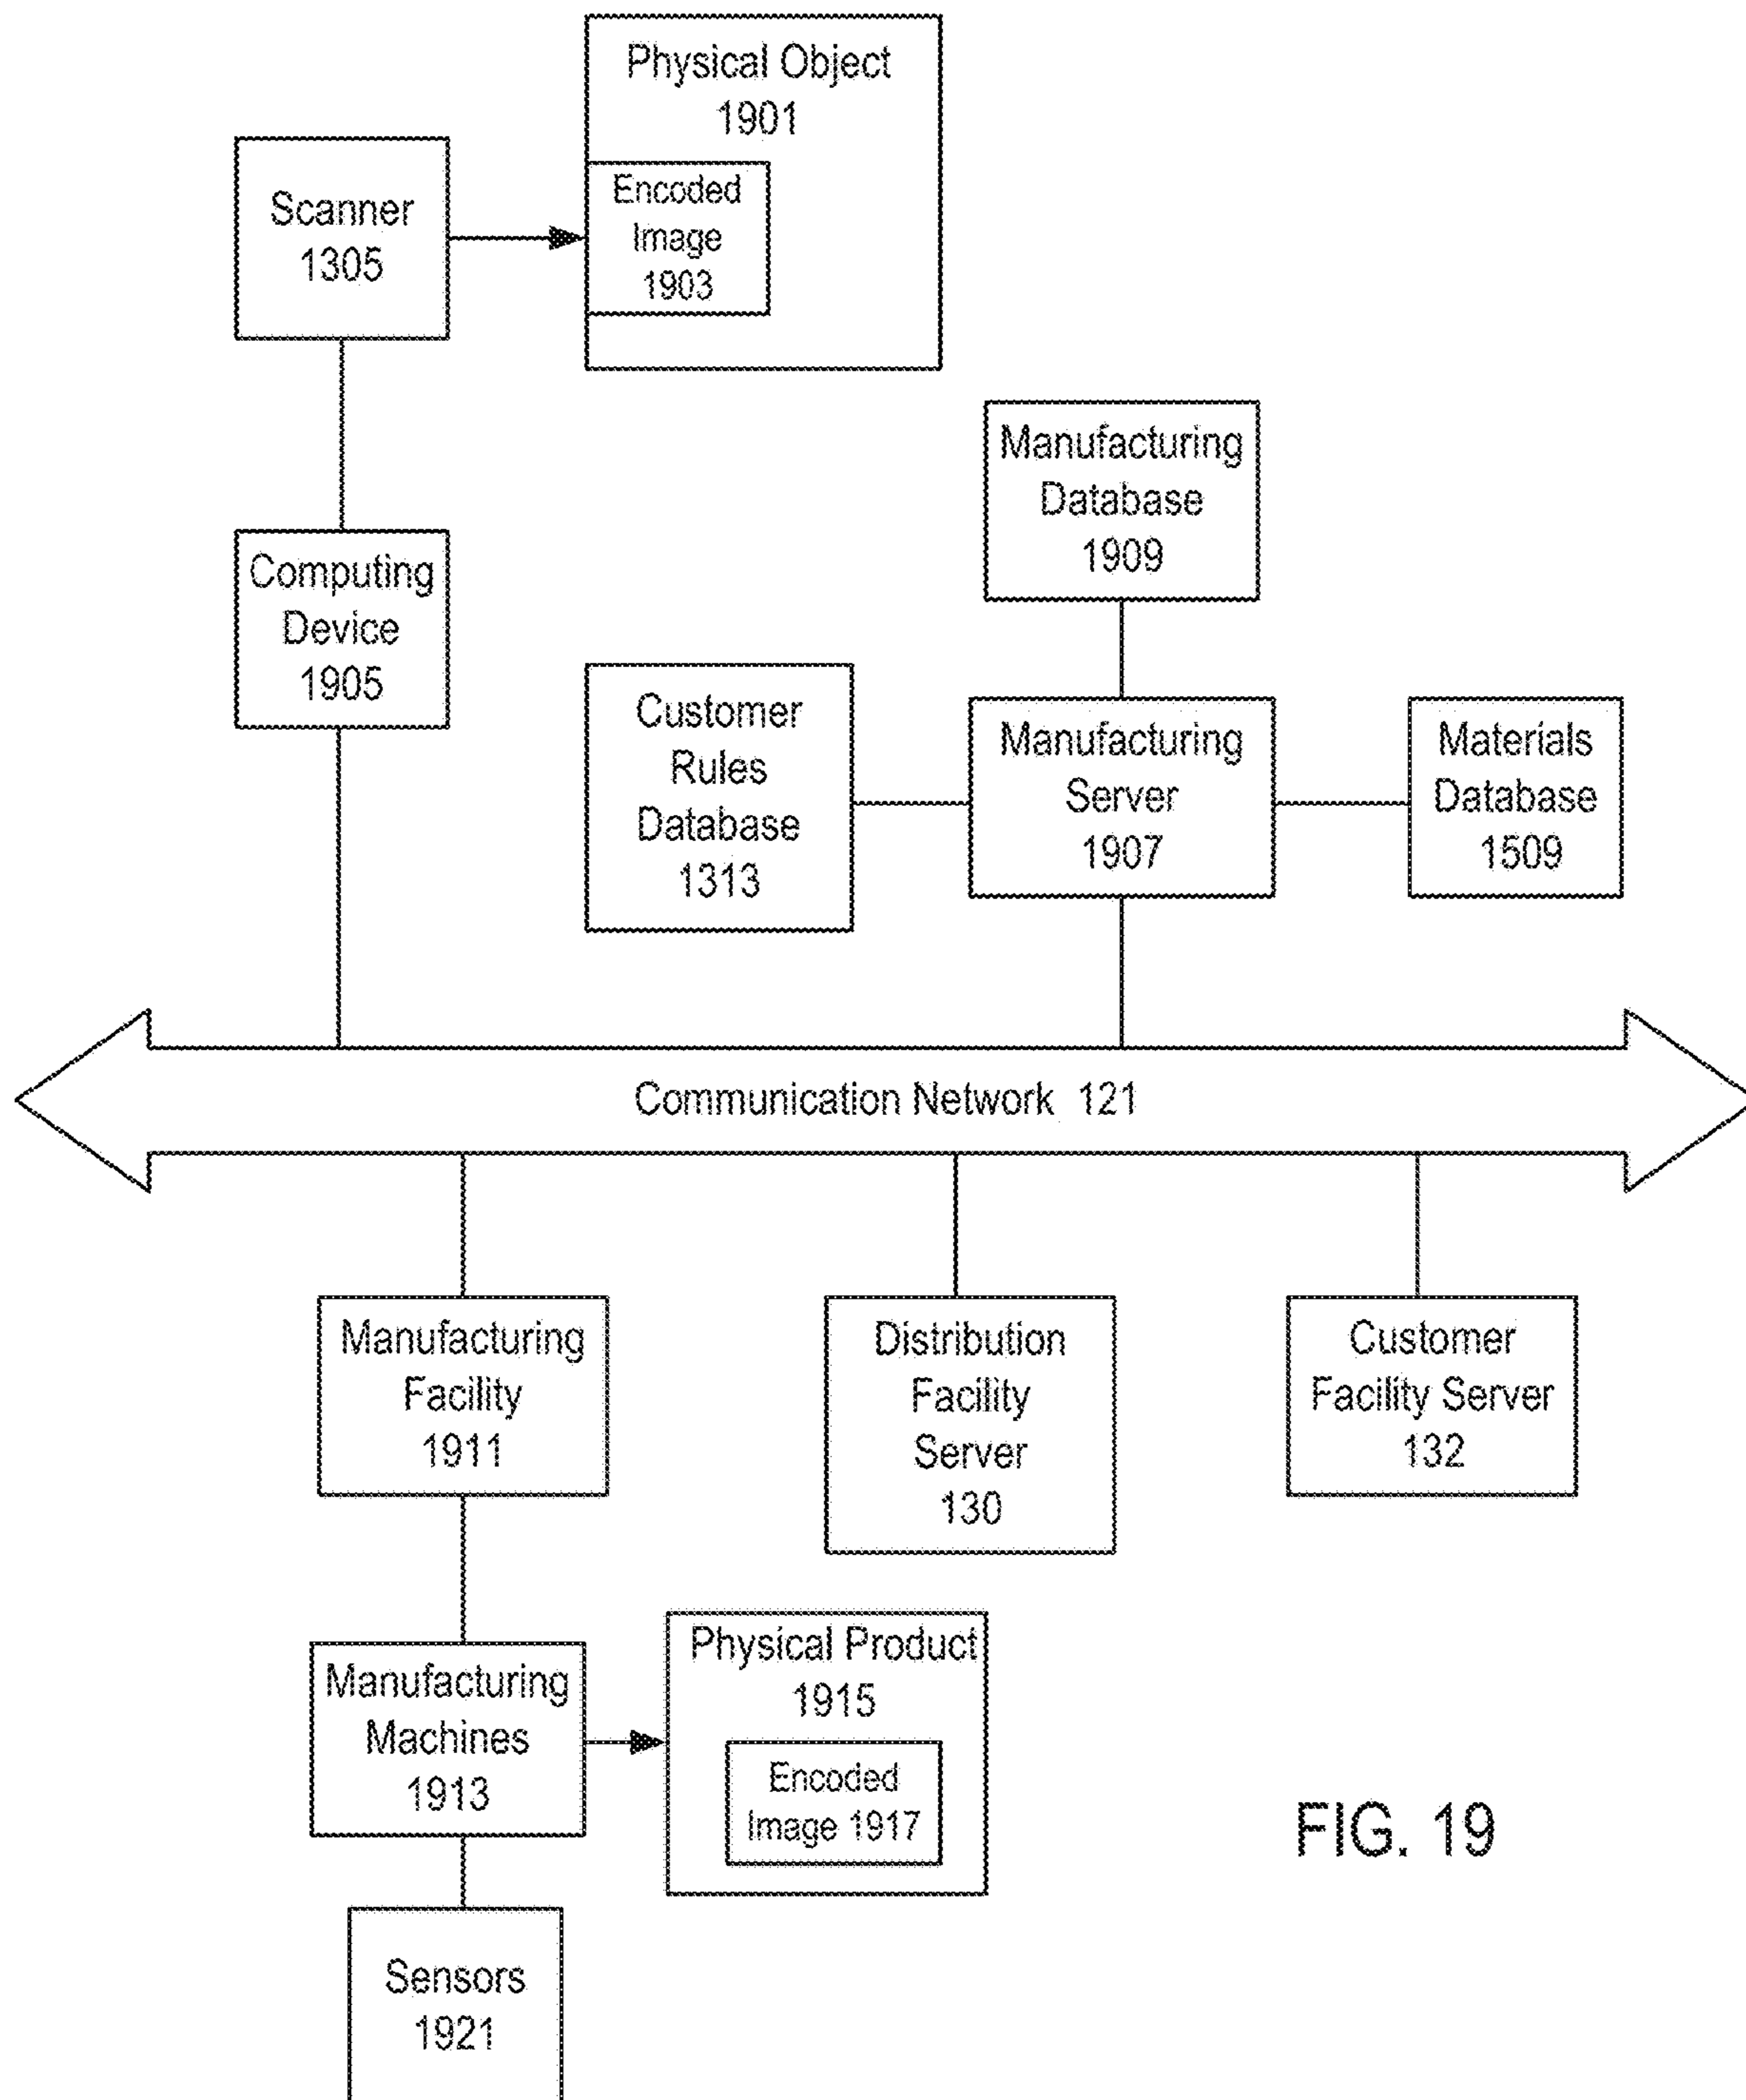 Physical Object
1901
Encoded
Image
1903
Scanner
1305
Manufacturing
Database
1909
Computing
Device
1905
Customer
Rules
Database
1313
Manufacturing
Server
1907
Materials
Database
1509
Communication Network 121
Manufacturing
Facility
1911
Distribution
Facility
Server
130
Customer
Facility Server
132
Manufacturing
Machines
1913
Physical Product
1915
Encoded
Image 1917
FIG. 19
Sensors
1921